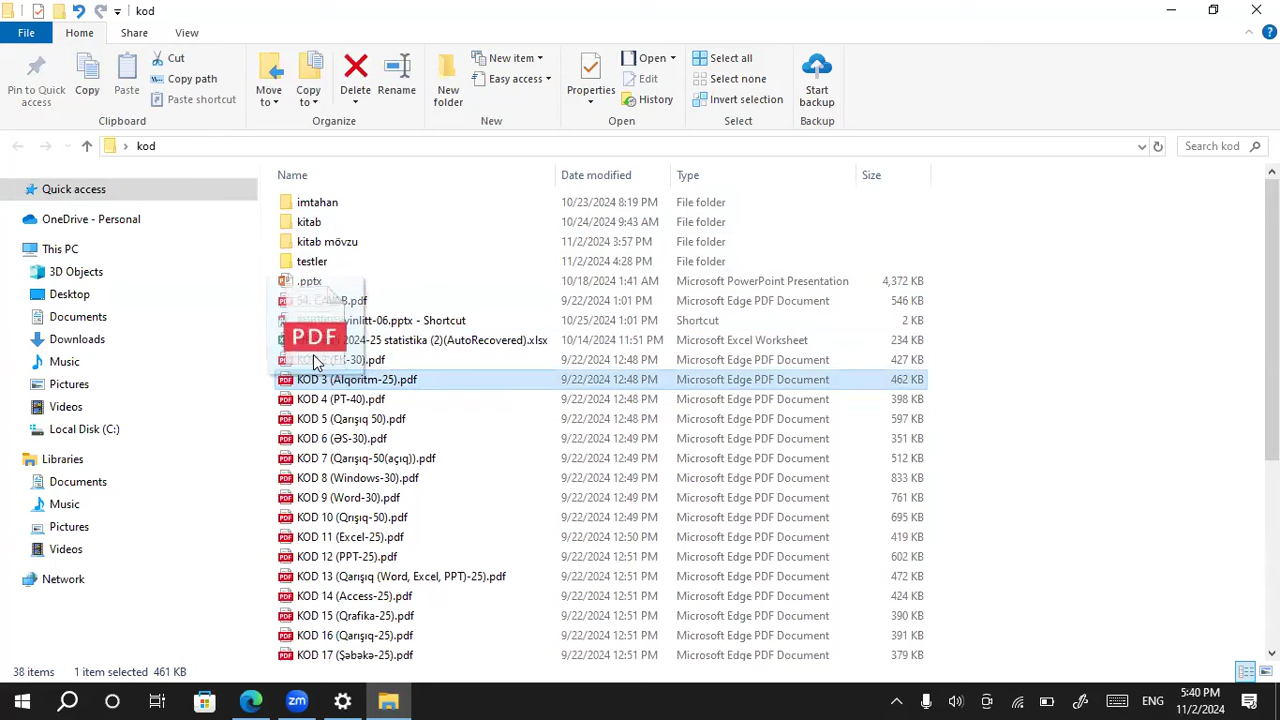 kod
File Home Share View
Pin to Quick access
Copy
Paste
Cut
Copy path
Paste shortcut
Clipboard
Move to
Copy to
Delete
Rename
Organize
New folder
New item
Easy access
New
Properties
Open
Edit
History
Open
Select all
Select none
Invert selection
Select
Start backup
Backup
kod
Search kod
Name Date modified Type Size
Quick access
OneDrive - Personal
This PC
3D Objects
Desktop
Documents
Downloads
Music
Pictures
Videos
Local Disk (C:)
Libraries
Documents
Music
Pictures
Videos
Network
imtahan 10/23/2024 8:19 PM File folder
kitab 10/24/2024 9:43 AM File folder
kitab mövzu 11/2/2024 3:57 PM File folder
testler 11/2/2024 4:28 PM File folder
.pptx 10/18/2024 1:41 AM Microsoft PowerPoint Presentation 4,372 KB
.pdf 9/22/2024 1:01 PM Microsoft Edge PDF Document 546 KB
-06.pptx - Shortcut 10/25/2024 1:01 PM Shortcut 2 KB
2024-25 statistika (2)(AutoRecovered).xlsx 10/14/2024 11:51 PM Microsoft Excel Worksheet 234 KB
PDF
-30).pdf 9/22/2024 12:48 PM Microsoft Edge PDF Document 427 KB
KOD 3 (Alqoritm-25).pdf 9/22/2024 12:48 PM Microsoft Edge PDF Document 462 KB
KOD 4 (PT-40).pdf 9/22/2024 12:48 PM Microsoft Edge PDF Document 398 KB
KOD 5 (Qarışıq 50).pdf 9/22/2024 12:48 PM Microsoft Edge PDF Document 597 KB
KOD 6 (ƏS-30).pdf 9/22/2024 12:49 PM Microsoft Edge PDF Document 351 KB
KOD 7 (Qarışıq-50(açıq)).pdf 9/22/2024 12:49 PM Microsoft Edge PDF Document 512 KB
KOD 8 (Windows-30).pdf 9/22/2024 12:49 PM Microsoft Edge PDF Document 833 KB
KOD 9 (Word-30).pdf 9/22/2024 12:49 PM Microsoft Edge PDF Document 761 KB
KOD 10 (Qrışıq-50).pdf 9/22/2024 12:49 PM Microsoft Edge PDF Document 695 KB
KOD 11 (Excel-25).pdf 9/22/2024 12:50 PM Microsoft Edge PDF Document 419 KB
KOD 12 (PPT-25).pdf 9/22/2024 12:51 PM Microsoft Edge PDF Document 602 KB
KOD 13 (Qarışıq (Word, Excel, PPT)-25).pdf 9/22/2024 12:51 PM Microsoft Edge PDF Document 472 KB
KOD 14 (Access-25).pdf 9/22/2024 12:51 PM Microsoft Edge PDF Document 424 KB
KOD 15 (Qrafika-25).pdf 9/22/2024 12:51 PM Microsoft Edge PDF Document 390 KB
KOD 16 (Qarışıq-25).pdf 9/22/2024 12:51 PM Microsoft Edge PDF Document 391 KB
KOD 17 (Şəbəkə-25).pdf 9/22/2024 12:51 PM Microsoft Edge PDF Document 379 KB
38 items 1 item selected 461 KB
zm
ENG
5:40 PM
11/2/2024